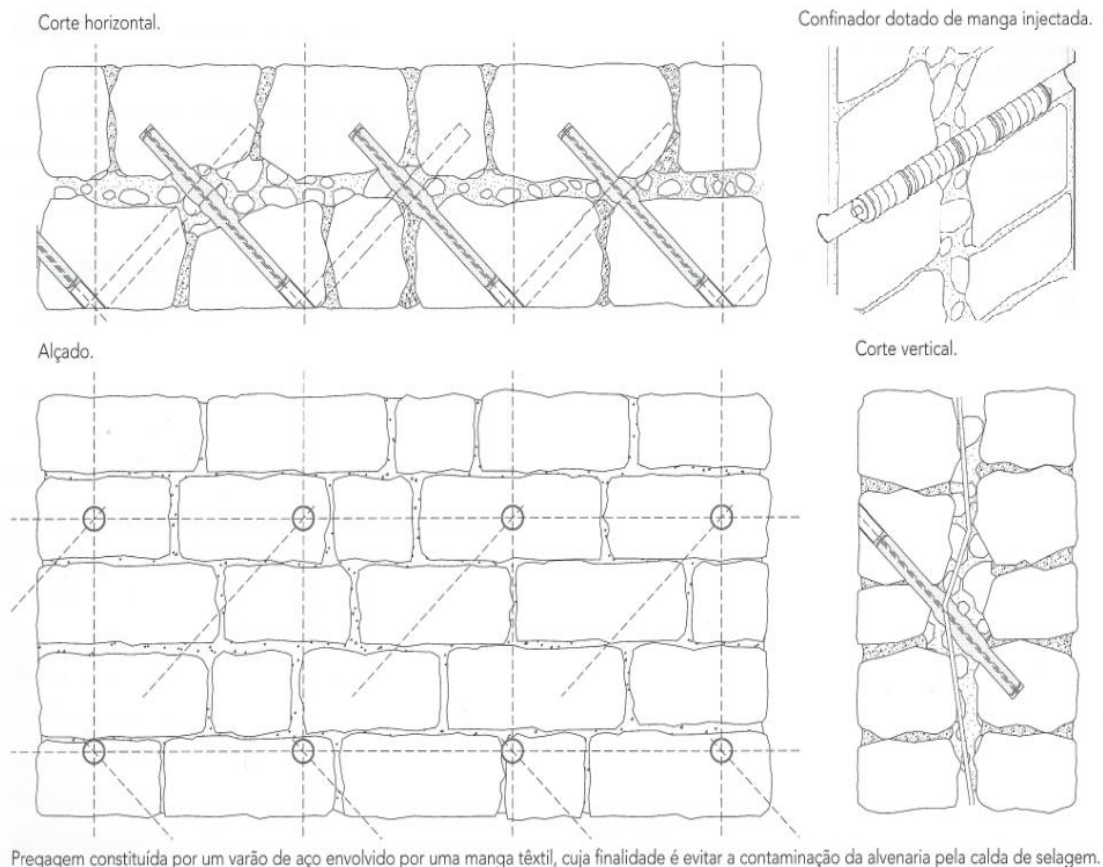 Corte horizontal.
Confinador dotado de manga injectada.
Alçado.
Corte vertical.
Pregagem constituída por um varão de aço envolvido por uma manga têxtil, cuja finalidade é evitar a contaminação da alvenaria pela calda de selagem.